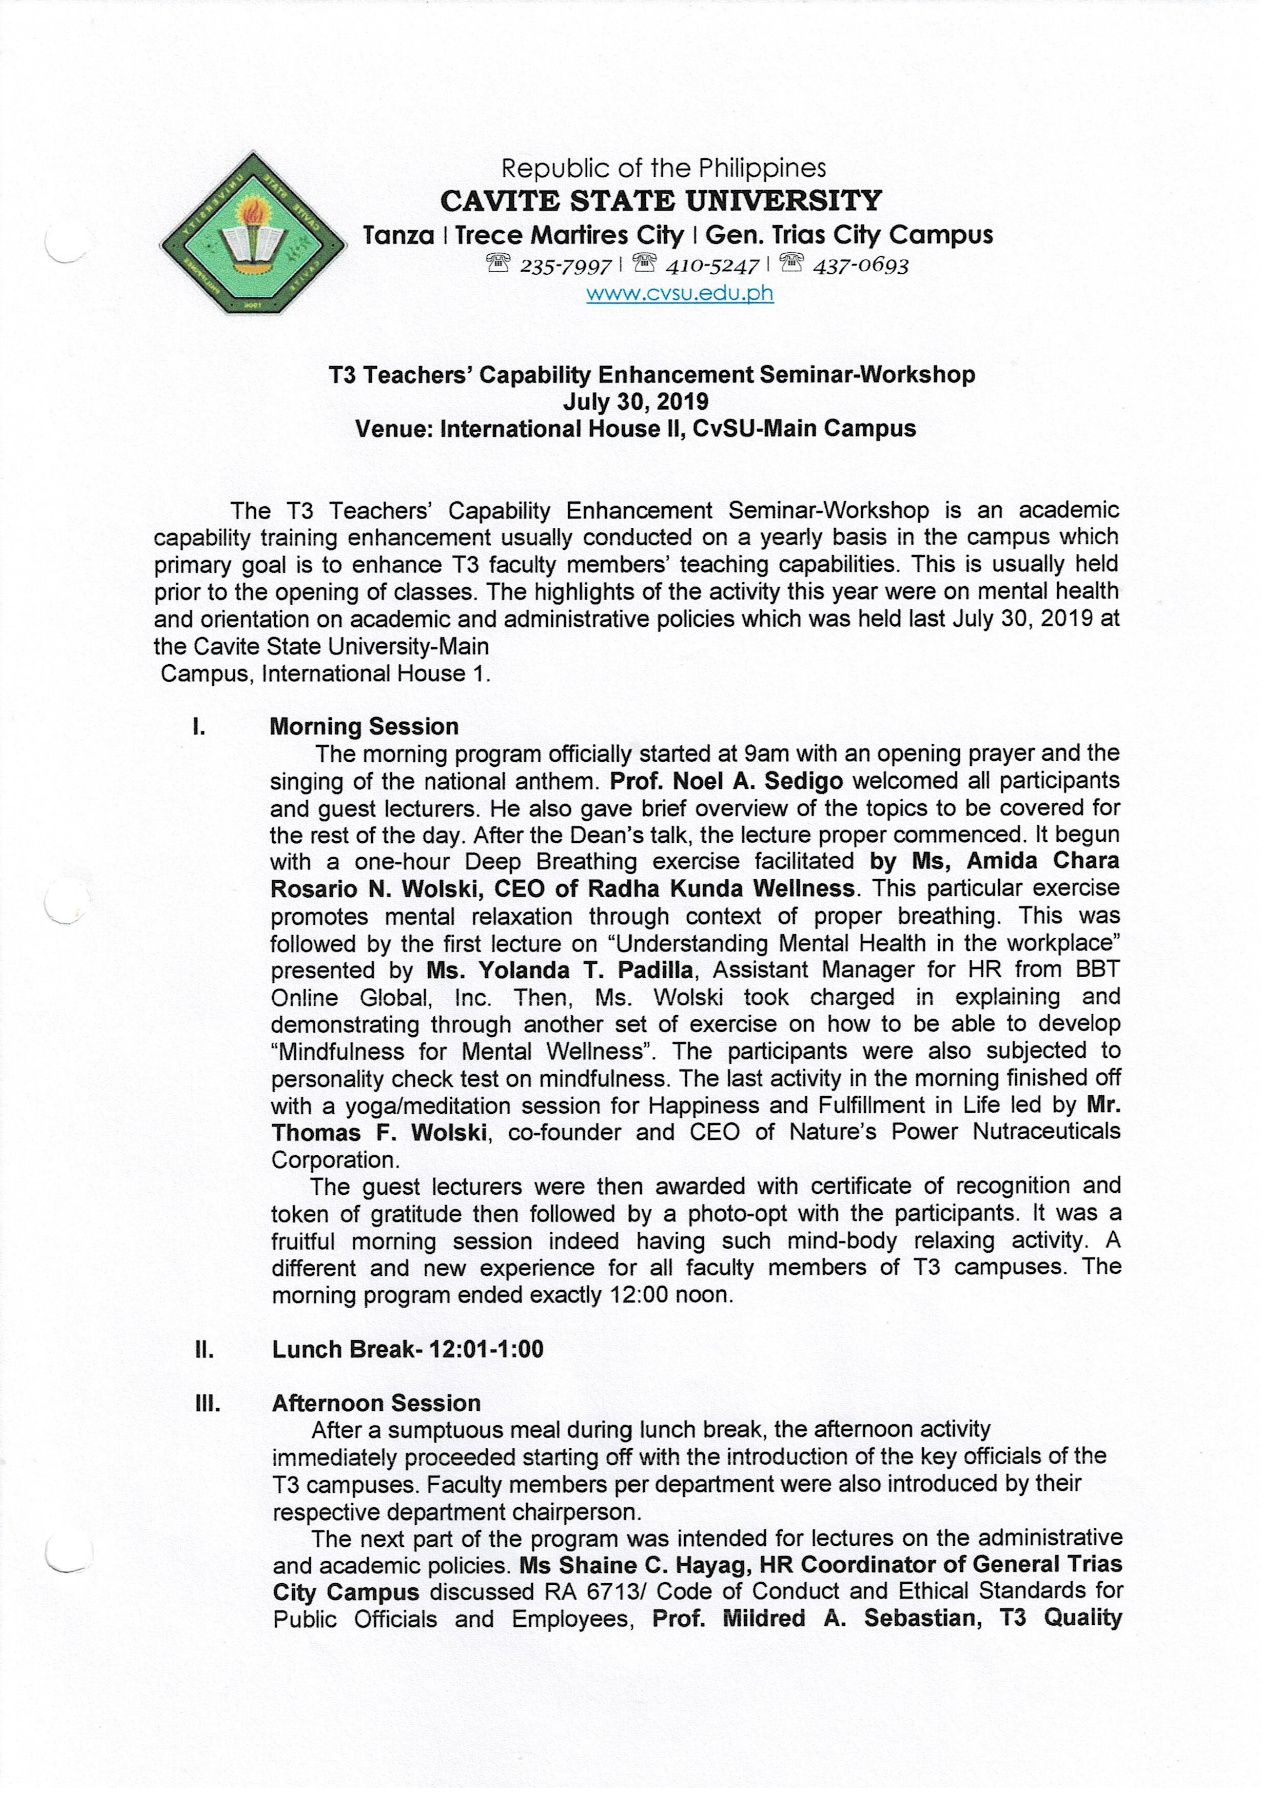 Republic of the Philippines
CAVITE STATE UNIVERSITY
Tanza | Trece Martires City | Gen. Trias City Campus
☏ 235-7997 | ☏ 410-5247 | ☏ 437-0693
www.cvsu.edu.ph
CAVITE STATE UNIVERSITY
CAVITE PHILIPPINES
1906
T3 Teachers’ Capability Enhancement Seminar-Workshop
July 30, 2019
Venue: International House II, CvSU-Main Campus
The T3 Teachers’ Capability Enhancement Seminar-Workshop is an academic
capability training enhancement usually conducted on a yearly basis in the campus which
primary goal is to enhance T3 faculty members’ teaching capabilities. This is usually held
prior to the opening of classes. The highlights of the activity this year were on mental health
and orientation on academic and administrative policies which was held last July 30, 2019 at
the Cavite State University-Main
Campus, International House 1.
I. Morning Session
The morning program officially started at 9am with an opening prayer and the
singing of the national anthem. Prof. Noel A. Sedigo welcomed all participants
and guest lecturers. He also gave brief overview of the topics to be covered for
the rest of the day. After the Dean’s talk, the lecture proper commenced. It begun
with a one-hour Deep Breathing exercise facilitated by Ms, Amida Chara
Rosario N. Wolski, CEO of Radha Kunda Wellness. This particular exercise
promotes mental relaxation through context of proper breathing. This was
followed by the first lecture on “Understanding Mental Health in the workplace”
presented by Ms. Yolanda T. Padilla, Assistant Manager for HR from BBT
Online Global, Inc. Then, Ms. Wolski took charged in explaining and
demonstrating through another set of exercise on how to be able to develop
“Mindfulness for Mental Wellness”. The participants were also subjected to
personality check test on mindfulness. The last activity in the morning finished off
with a yoga/meditation session for Happiness and Fulfillment in Life led by Mr.
Thomas F. Wolski, co-founder and CEO of Nature’s Power Nutraceuticals
Corporation.
The guest lecturers were then awarded with certificate of recognition and
token of gratitude then followed by a photo-opt with the participants. It was a
fruitful morning session indeed having such mind-body relaxing activity. A
different and new experience for all faculty members of T3 campuses. The
morning program ended exactly 12:00 noon.
II. Lunch Break- 12:01-1:00
III. Afternoon Session
After a sumptuous meal during lunch break, the afternoon activity
immediately proceeded starting off with the introduction of the key officials of the
T3 campuses. Faculty members per department were also introduced by their
respective department chairperson.
The next part of the program was intended for lectures on the administrative
and academic policies. Ms Shaine C. Hayag, HR Coordinator of General Trias
City Campus discussed RA 6713/ Code of Conduct and Ethical Standards for
Public Officials and Employees, Prof. Mildred A. Sebastian, T3 Quality